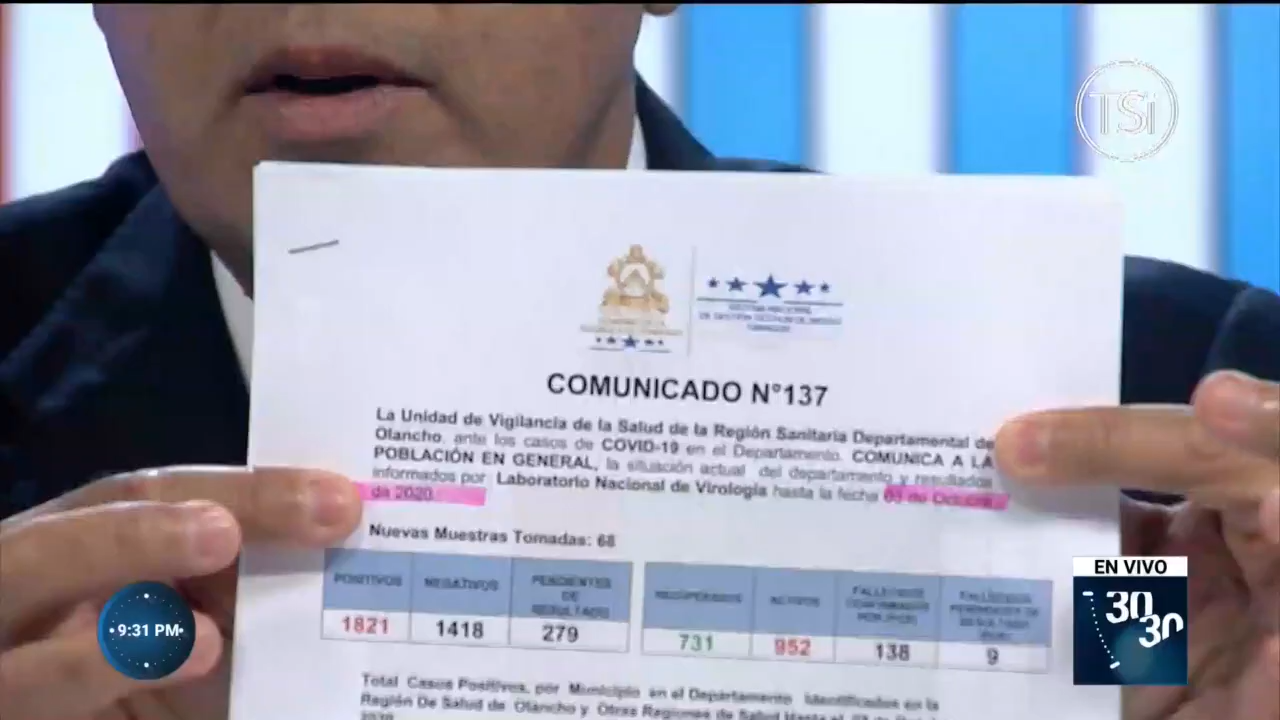 TSi
COMUNICADO N°137
La Unidad de Vigilancia de la Salud de la Región Sanitaria Departamental de
Olancho, ante los casos de COVID-19 en el Departamento. COMUNICA A LA
POBLACIÓN EN GENERAL, la situación actual del departamento y resultados
informados por Laboratorio Nacional de Virología hasta la fecha de Octubre
de 2020.
Nuevas Muestras Tomadas: 68
POSITIVOS NEGATIVOS PENDIENTES DE RESULTADO RECUPERADOS ACTIVOS
1821 1418 279 731 952 138 9
Total Casos Positivos, por Municipio en el Departamento Identificados en la
Región De Salud de Olancho y Otras Regiones de Salud Hasta el
2020
9:31 PM
EN VIVO
30
30